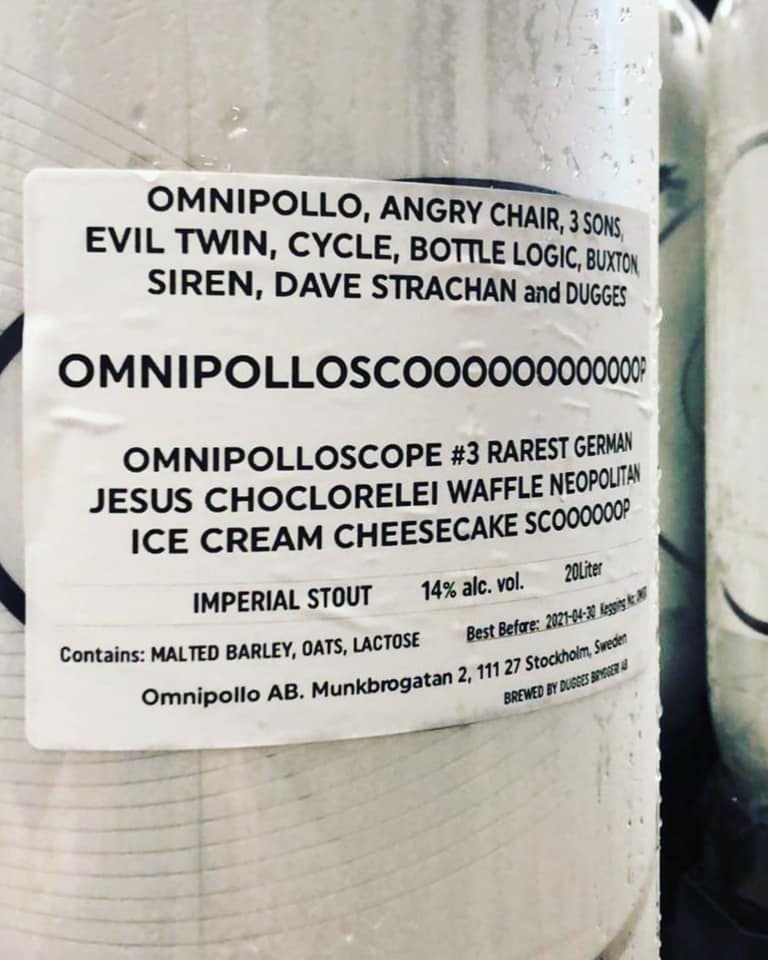 OMNIPOLLO, ANGRY CHAIR, 3 SONS,
EVIL TWIN, CYCLE, BOTTLE LOGIC, BUXTON,
SIREN, DAVE STRACHAN and DUGGES
OMNIPOLLOSCOOOOOOOOOOOOOP
OMNIPOLLOSCOPE #3 RAREST GERMAN
JESUS CHOCLORELEI WAFFLE NEOPOLITAN
ICE CREAM CHEESECAKE SCOOOOOOP
IMPERIAL STOUT 14% alc. vol. 20Liter
Contains: MALTED BARLEY, OATS, LACTOSE Best Before: 2021-04-30 Kegging No:
Omnipollo AB. Munkbrogatan 2, 111 27 Stockholm, Sweden
BREWED BY DUGGES BRYGGERI AB